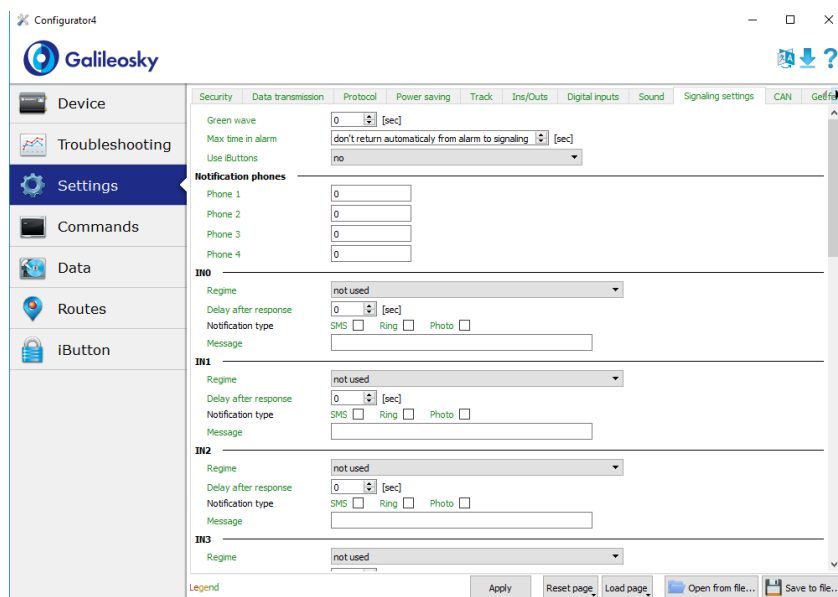 Configurator4
Galileosky
Device
Troubleshooting
Settings
Commands
Data
Routes
iButton
Security Data transmission Protocol Power saving Track Ins/Outs Digital inputs Sound Signaling settings CAN
Green wave 0 [sec]
Max time in alarm don't return automaticaly from alarm to signaling [sec]
Use iButtons no
Notification phones
Phone 1 0
Phone 2 0
Phone 3 0
Phone 4 0
IN0
Regime not used
Delay after response 0 [sec]
Notification type SMS Ring Photo
Message
IN1
Regime not used
Delay after response 0 [sec]
Notification type SMS Ring Photo
Message
IN2
Regime not used
Delay after response 0 [sec]
Notification type SMS Ring Photo
Message
IN3
Regime not used
Legend Apply Reset page Load page Open from file... Save to file...